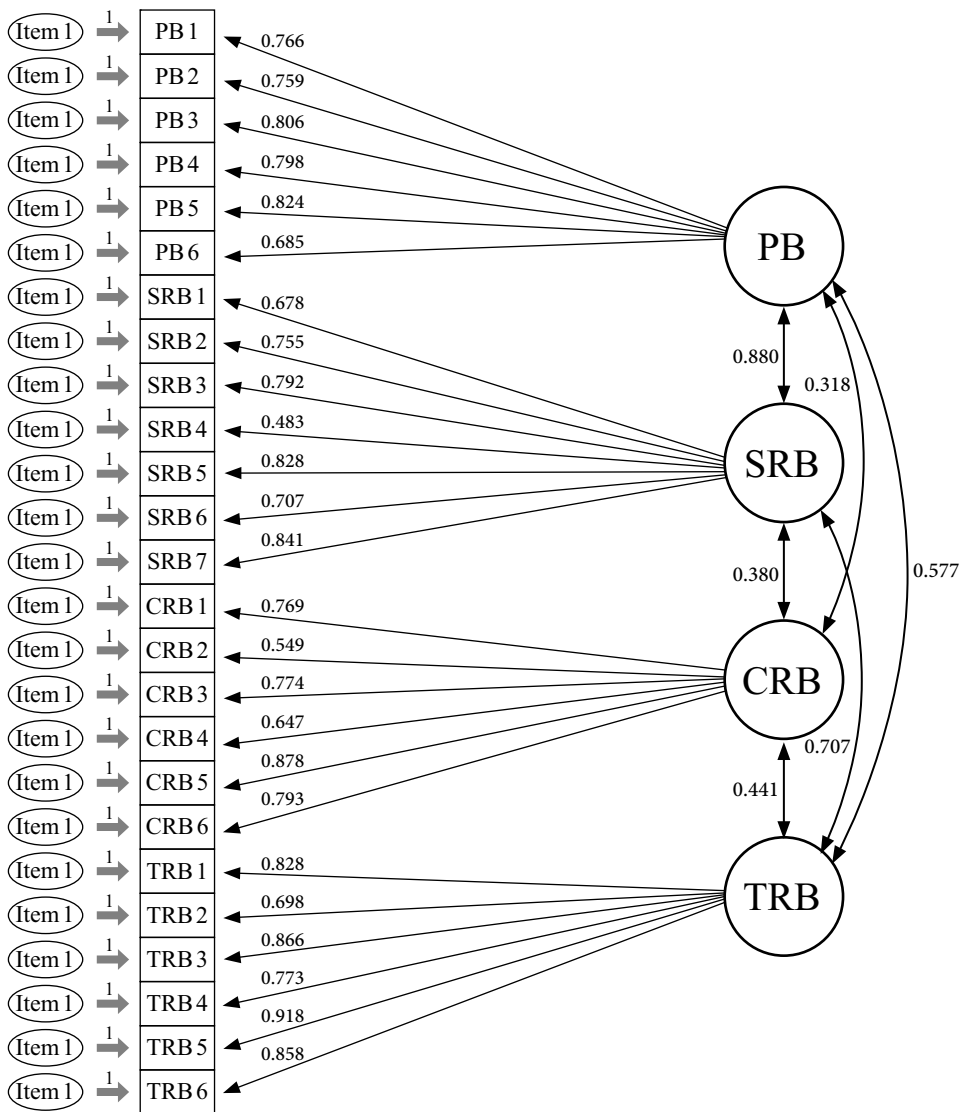 Item 1 1 PB 1 0.766
Item 1 1 PB 2 0.759
Item 1 1 PB 3 0.806
Item 1 1 PB 4 0.798
Item 1 1 PB 5 0.824
Item 1 1 PB 6 0.685
Item 1 1 SRB 1 0.678
Item 1 1 SRB 2 0.755
Item 1 1 SRB 3 0.792
Item 1 1 SRB 4 0.483
Item 1 1 SRB 5 0.828
Item 1 1 SRB 6 0.707
Item 1 1 SRB 7 0.841
Item 1 1 CRB 1 0.769
Item 1 1 CRB 2 0.549
Item 1 1 CRB 3 0.774
Item 1 1 CRB 4 0.647
Item 1 1 CRB 5 0.878
Item 1 1 CRB 6 0.793
Item 1 1 TRB 1 0.828
Item 1 1 TRB 2 0.698
Item 1 1 TRB 3 0.866
Item 1 1 TRB 4 0.773
Item 1 1 TRB 5 0.918
Item 1 1 TRB 6 0.858
PB
0.880
0.318
SRB
0.380
0.577
CRB
0.707
0.441
TRB